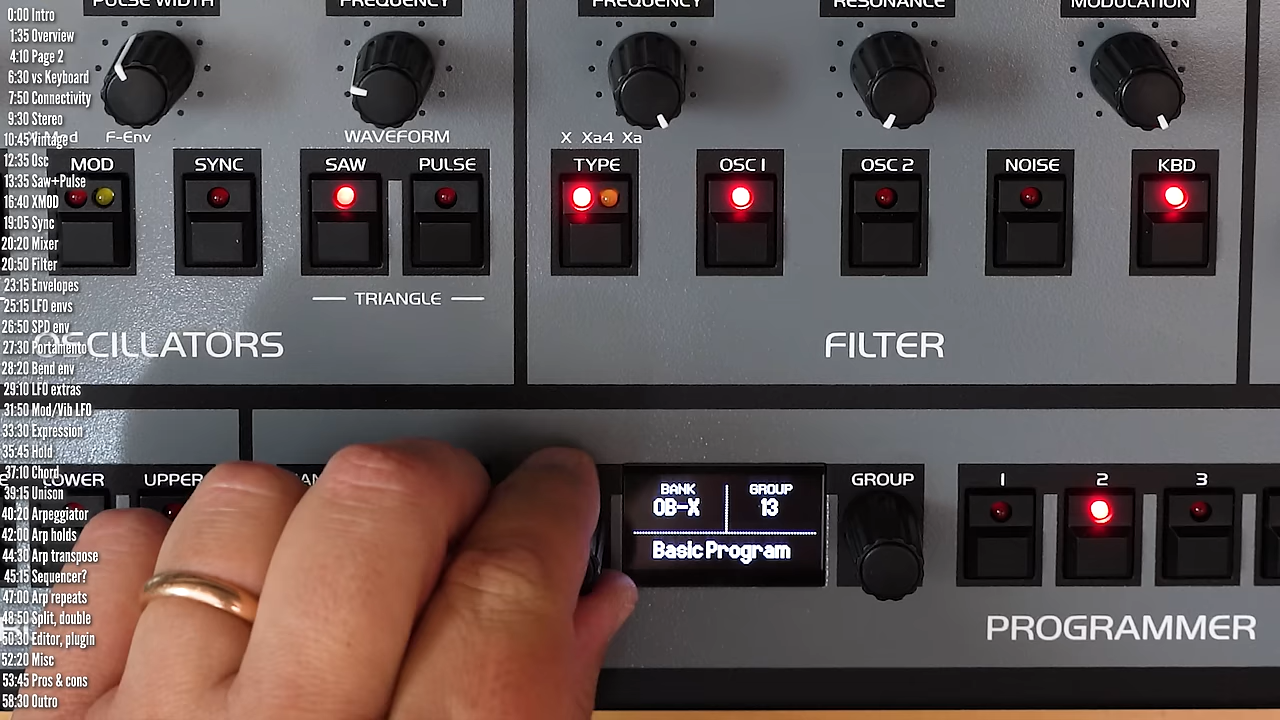 0:00 Intro
1:35 Overview
4:10 Page 2
6:30 vs Keyboard
7:50 Connectivity
9:30 Stereo
10:45 Vintage
12:35 Osc
13:35 Saw+Pulse
16:40 XMOD
19:05 Sync
20:20 Mixer
20:50 Filter
23:15 Envelopes
25:15 LFO envs
26:50 SPD env
27:30 Portamento
28:20 Bend env
29:10 LFO extras
31:50 Mod/Vib LFO
33:30 Expression
35:45 Hold
37:10 Chord
39:15 Unison
40:20 Arpeggiator
42:00 Arp holds
44:30 Arp transpose
45:15 Sequencer?
47:00 Arp repeats
48:50 Split, double
50:30 Editor, plugin
52:20 Misc
53:45 Pros & cons
58:30 Outro
PULSE WIDTH FREQUENCY FREQUENCY RESONANCE MODULATION
F-Env WAVEFORM X Xa4 Xa
MOD SYNC SAW PULSE TYPE OSC 1 OSC 2 NOISE KBD
TRIANGLE
OSCILLATORS FILTER
LOWER UPPER GROUP 1 2 3
BANK GROUP
OB-X 13
Basic Program
PROGRAMMER